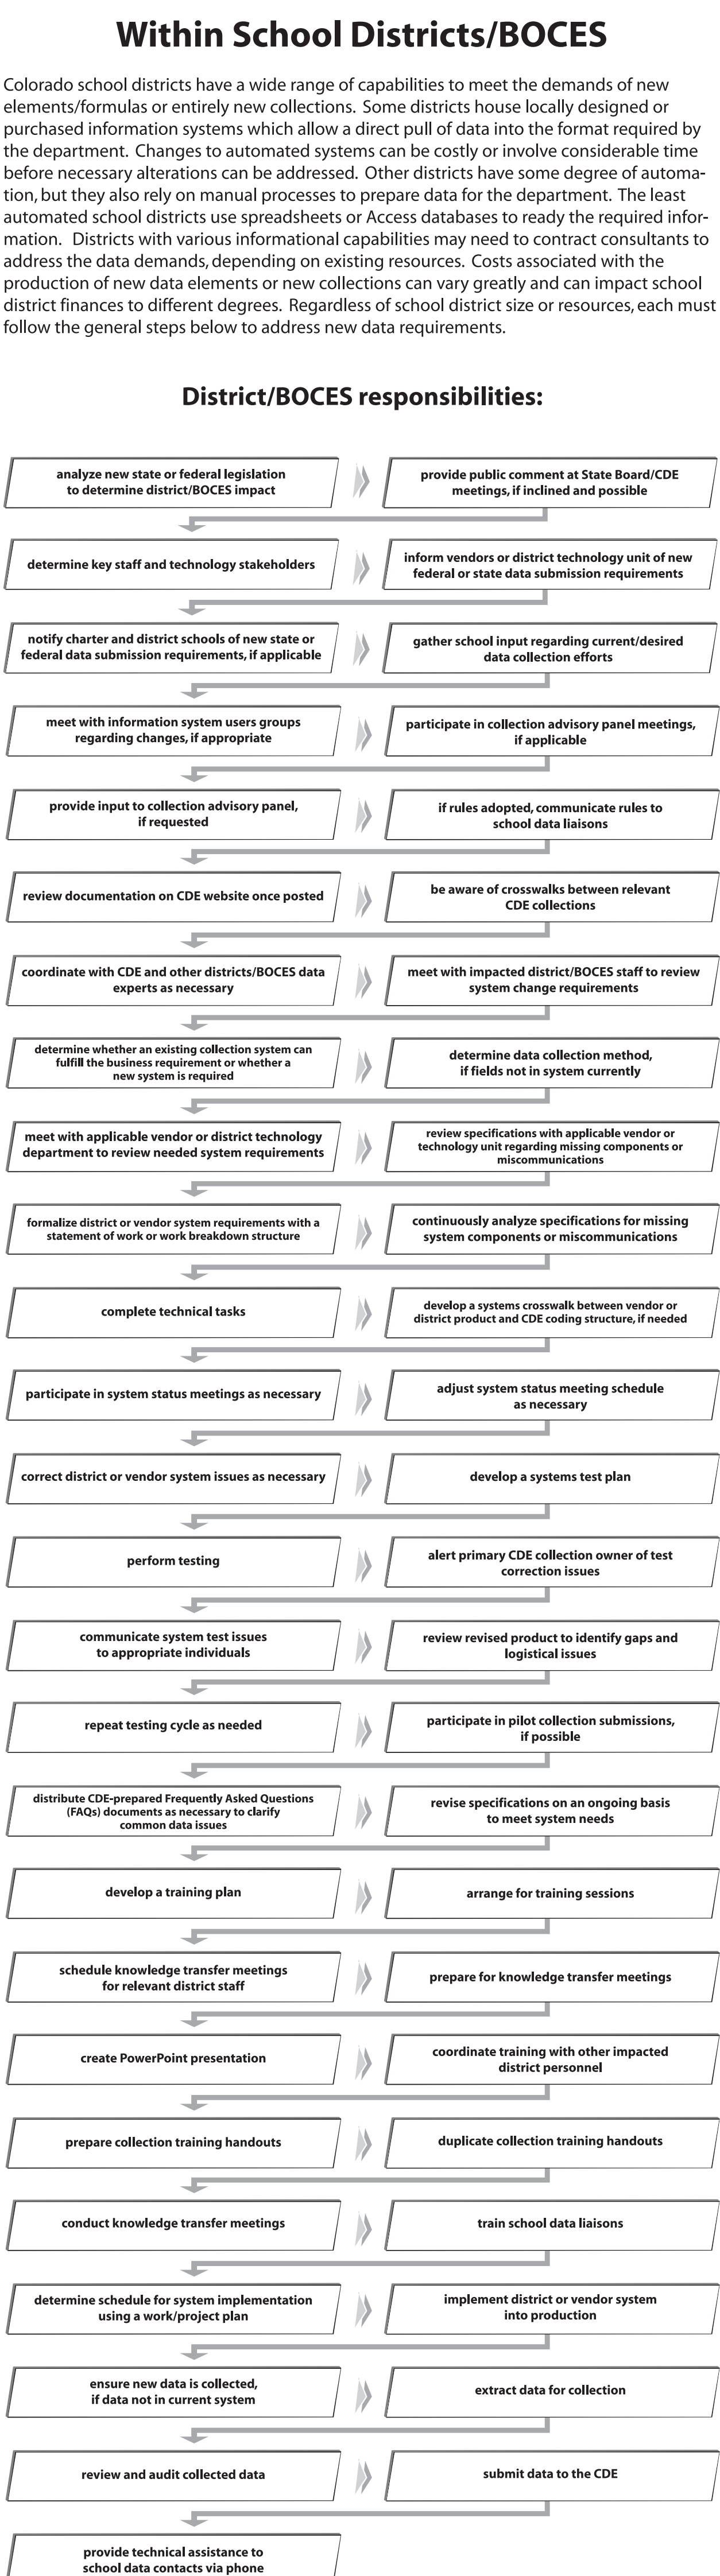 Within School Districts/BOCES
Colorado school districts have a wide range of capabilities to meet the demands of new
elements/formulas or entirely new collections. Some districts house locally designed or
purchased information systems which allow a direct pull of data into the format required by
the department. Changes to automated systems can be costly or involve considerable time
before necessary alterations can be addressed. Other districts have some degree of automa-
tion, but they also rely on manual processes to prepare data for the department. The least
automated school districts use spreadsheets or Access databases to ready the required infor-
mation. Districts with various informational capabilities may need to contract consultants to
address the data demands, depending on existing resources. Costs associated with the
production of new data elements or new collections can vary greatly and can impact school
district finances to different degrees. Regardless of school district size or resources, each must
follow the general steps below to address new data requirements.
District/BOCES responsibilities:
analyze new state or federal legislation
to determine district/BOCES impact
provide public comment at State Board/CDE
meetings, if inclined and possible
determine key staff and technology stakeholders
inform vendors or district technology unit of new
federal or state data submission requirements
notify charter and district schools of new state or
federal data submission requirements, if applicable
gather school input regarding current/desired
data collection efforts
meet with information system users groups
regarding changes, if appropriate
participate in collection advisory panel meetings,
if applicable
provide input to collection advisory panel,
if requested
if rules adopted, communicate rules to
school data liaisons
review documentation on CDE website once posted
be aware of crosswalks between relevant
CDE collections
coordinate with CDE and other districts/BOCES data
experts as necessary
meet with impacted district/BOCES staff to review
system change requirements
determine whether an existing collection system can
fulfill the business requirement or whether a
new system is required
determine data collection method,
if fields not in system currently
meet with applicable vendor or district technology
department to review needed system requirements
review specifications with applicable vendor or
technology unit regarding missing components or
miscommunications
formalize district or vendor system requirements with a
statement of work or work breakdown structure
continuously analyze specifications for missing
system components or miscommunications
complete technical tasks
develop a systems crosswalk between vendor or
district product and CDE coding structure, if needed
participate in system status meetings as necessary
adjust system status meeting schedule
as necessary
correct district or vendor system issues as necessary
develop a systems test plan
perform testing
alert primary CDE collection owner of test
correction issues
communicate system test issues
to appropriate individuals
review revised product to identify gaps and
logistical issues
repeat testing cycle as needed
participate in pilot collection submissions,
if possible
distribute CDE-prepared Frequently Asked Questions
(FAQs) documents as necessary to clarify
common data issues
revise specifications on an ongoing basis
to meet system needs
develop a training plan
arrange for training sessions
schedule knowledge transfer meetings
for relevant district staff
prepare for knowledge transfer meetings
create PowerPoint presentation
coordinate training with other impacted
district personnel
prepare collection training handouts
duplicate collection training handouts
conduct knowledge transfer meetings
train school data liaisons
determine schedule for system implementation
using a work/project plan
implement district or vendor system
into production
ensure new data is collected,
if data not in current system
extract data for collection
review and audit collected data
submit data to the CDE
provide technical assistance to
school data contacts via phone